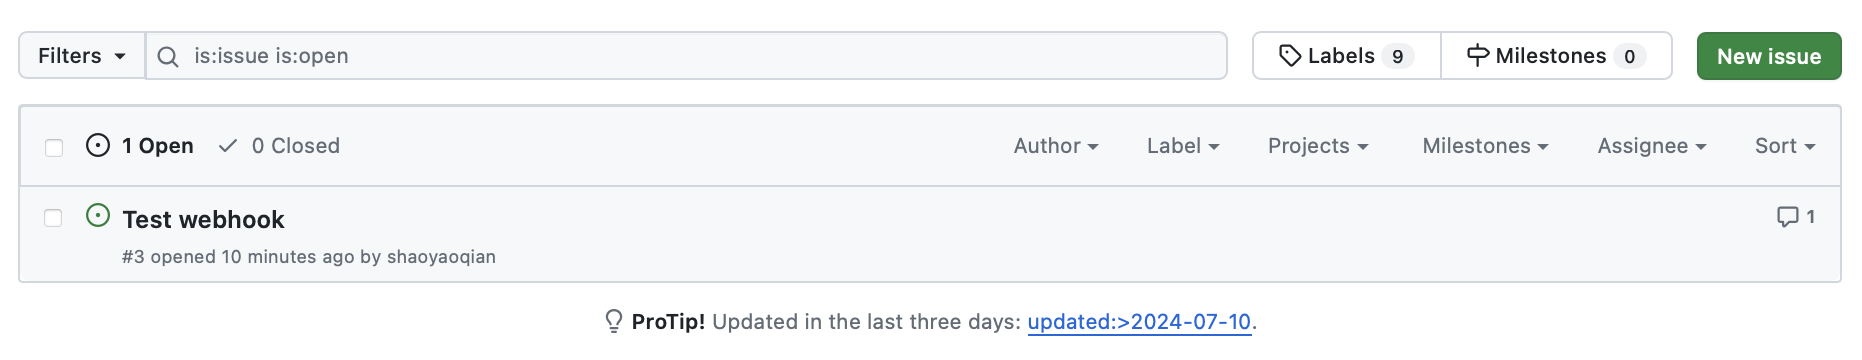 Filters is:issue is:open Labels 9 Milestones 0 New issue
1 Open 0 Closed Author Label Projects Milestones Assignee Sort
Test webhook 1
#3 opened 10 minutes ago by shaoyaoqian
ProTip! Updated in the last three days: updated:>2024-07-10.